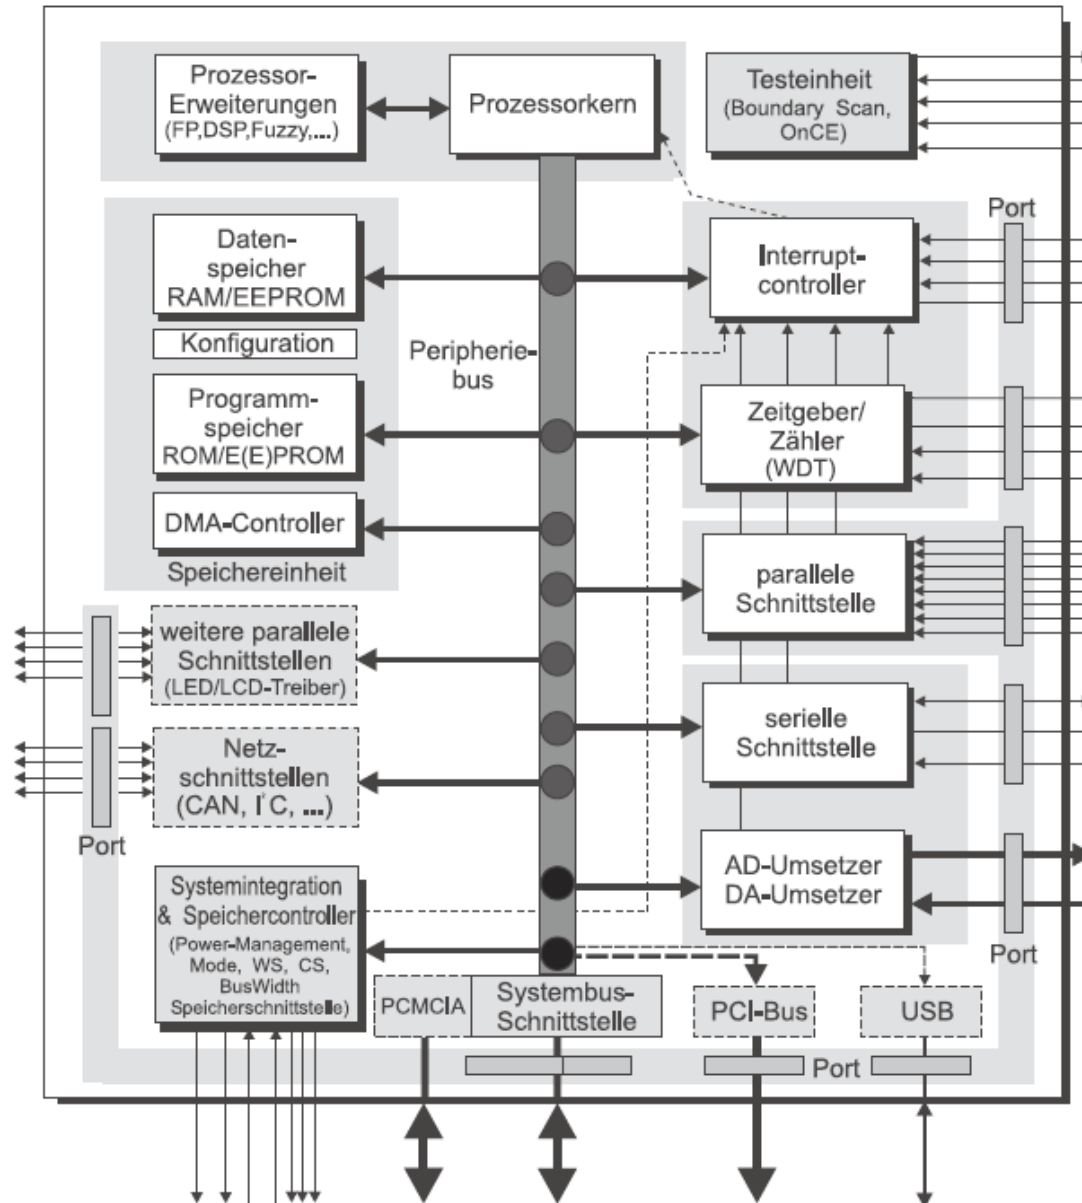 Prozessor-
Erweiterungen
(FP,DSP,Fuzzy,...)
Prozessorkern
Testeinheit
(Boundary Scan,
OnCE)
Port
Daten-
speicher
RAM/EEPROM
Interrupt-
controller
Konfiguration
Peripherie-
bus
Programm-
speicher
ROM/E(E)PROM
Zeitgeber/
Zähler
(WDT)
DMA-Controller
Speichereinheit
parallele
Schnittstelle
weitere parallele
Schnittstellen
(LED/LCD-Treiber)
serielle
Schnittstelle
Netz-
schnittstellen
(CAN, I²C, ...)
Port
AD-Umsetzer
DA-Umsetzer
Port
Systemintegration
& Speichercontroller
(Power-Management,
Mode, WS, CS,
BusWidth
Speicherschnittstelle)
PCMCIA
Systembus-
Schnittstelle
PCI-Bus
USB
Port